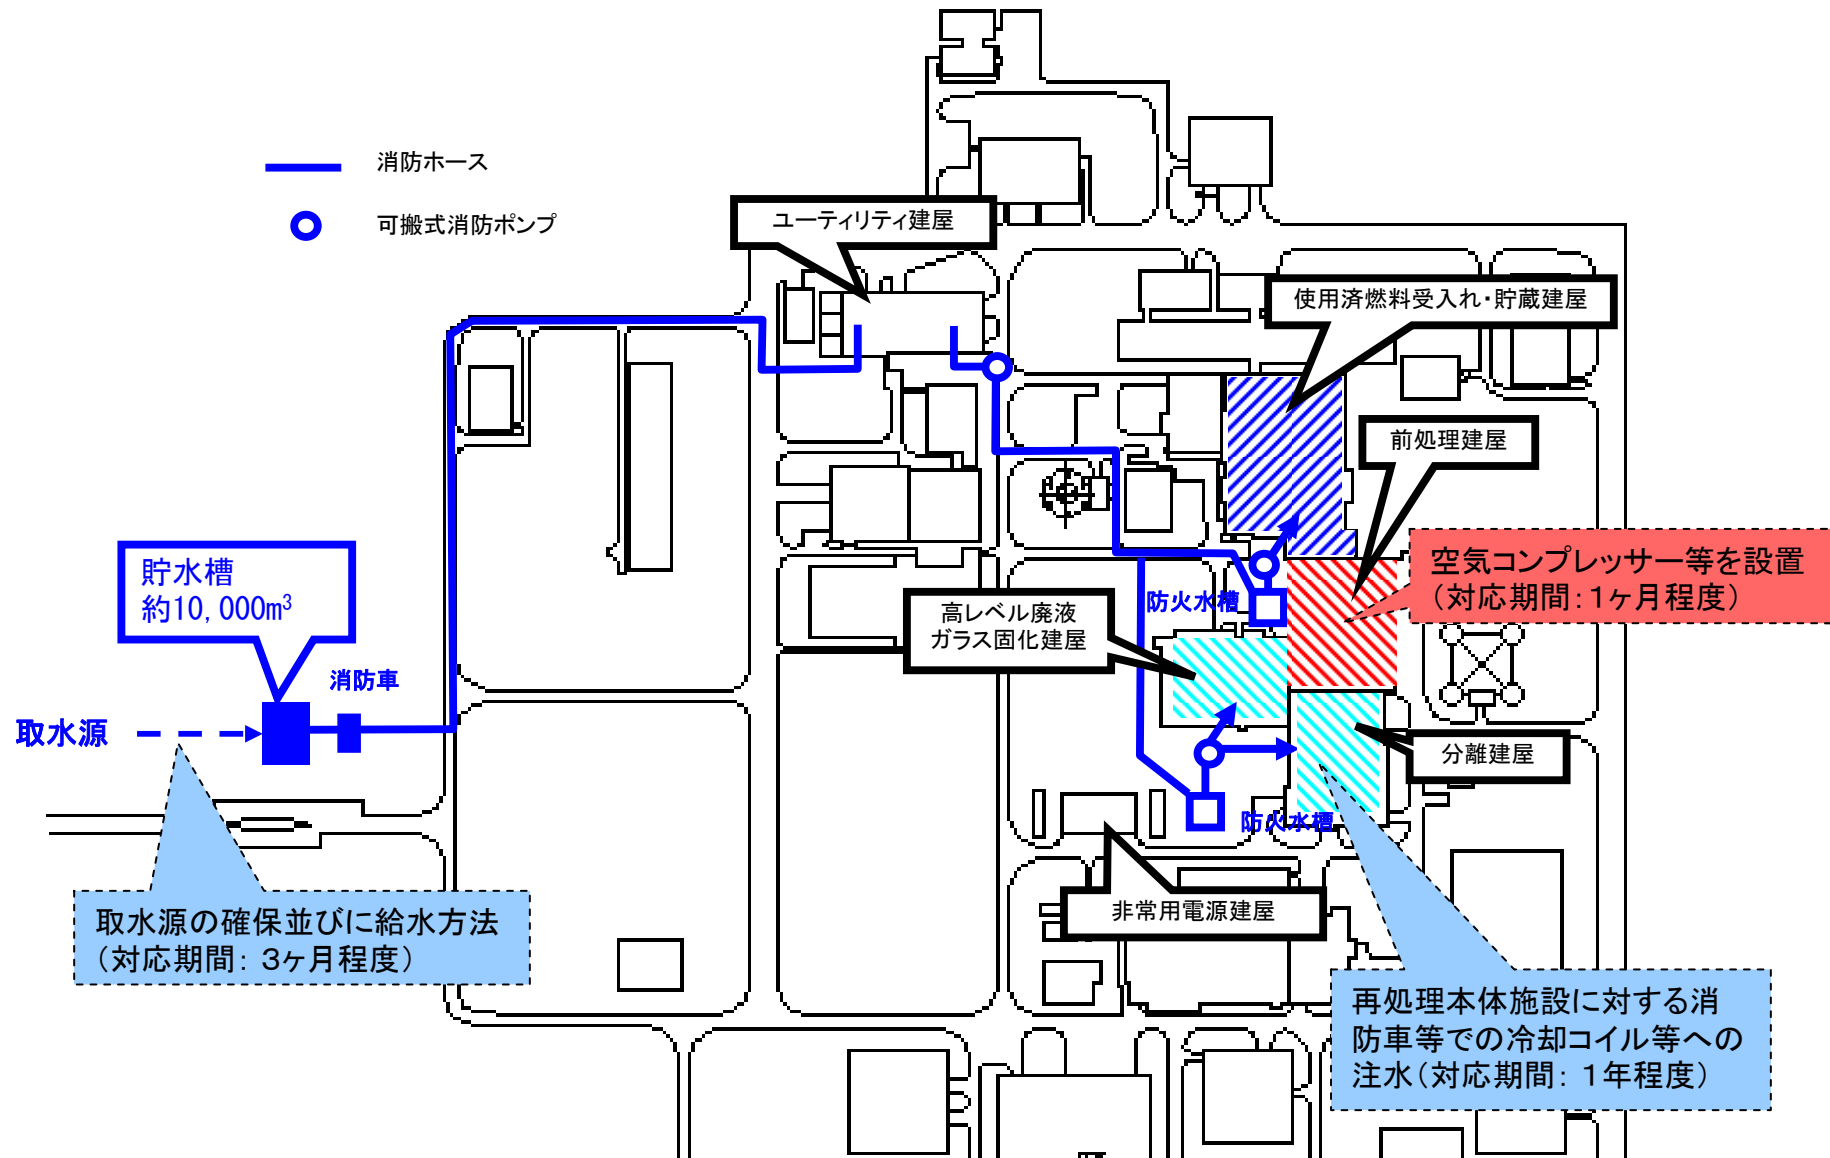 消防ホース
可搬式消防ポンプ
ユーティリティ建屋
使用済燃料受入れ・貯蔵建屋
前処理建屋
空気コンプレッサー等を設置
（対応期間：１ヶ月程度）
貯水槽
約10,000m³
防火水槽
高レベル廃液
ガラス固化建屋
消防車
取水源
分離建屋
防火水槽
非常用電源建屋
取水源の確保並びに給水方法
（対応期間：３ヶ月程度）
再処理本体施設に対する消
防車等での冷却コイル等への
注水（対応期間：１年程度）